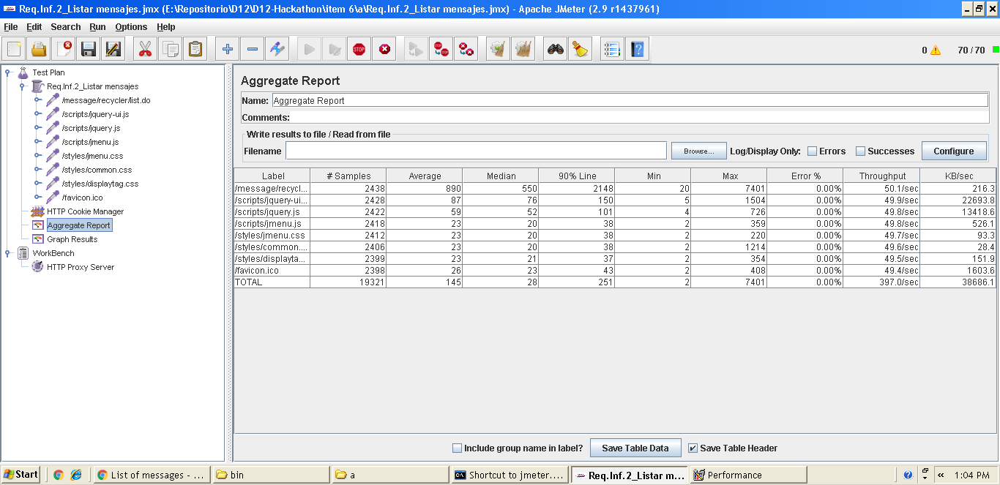 Req.Inf.2_Listar mensajes.jmx (E:\Repositorio\D12\D12-Hackathon\item 6\a\Req.Inf.2_Listar mensajes.jmx) - Apache JMeter (2.9 r1437961)
File Edit Search Run Options Help
STOP
0 70 / 70
Test Plan
Req.Inf.2_Listar mensajes
/message/recycler/list.do
/scripts/jquery-ui.js
/scripts/jquery.js
/scripts/jmenu.js
/styles/jmenu.css
/styles/common.css
/styles/displaytag.css
/favicon.ico
HTTP Cookie Manager
Aggregate Report
Graph Results
WorkBench
HTTP Proxy Server
Aggregate Report
Name: Aggregate Report
Comments:
Write results to file / Read from file
Filename Browse... Log/Display Only: Errors Successes Configure
Label # Samples Average Median 90% Line Min Max Error % Throughput KB/sec
/message/recycl... 2438 890 550 2148 20 7401 0.00% 50.1/sec 216.3
/scripts/jquery-ui... 2428 87 76 150 5 1504 0.00% 49.9/sec 22693.8
/scripts/jquery.js 2422 59 52 101 4 726 0.00% 49.8/sec 13418.6
/scripts/jmenu.js 2418 23 20 38 2 359 0.00% 49.8/sec 526.1
/styles/jmenu.css 2412 23 20 38 2 220 0.00% 49.7/sec 93.3
/styles/common.... 2406 23 20 38 2 1214 0.00% 49.6/sec 28.4
/styles/displayta... 2399 23 21 37 2 354 0.00% 49.5/sec 151.9
/favicon.ico 2398 26 23 43 2 408 0.00% 49.4/sec 1603.6
TOTAL 19321 145 28 251 2 7401 0.00% 397.0/sec 38686.1
Include group name in label? Save Table Data Save Table Header
Start List of messages - ... bin a Shortcut to jmeter.... Req.Inf.2_Listar m... Performance « 1:04 PM